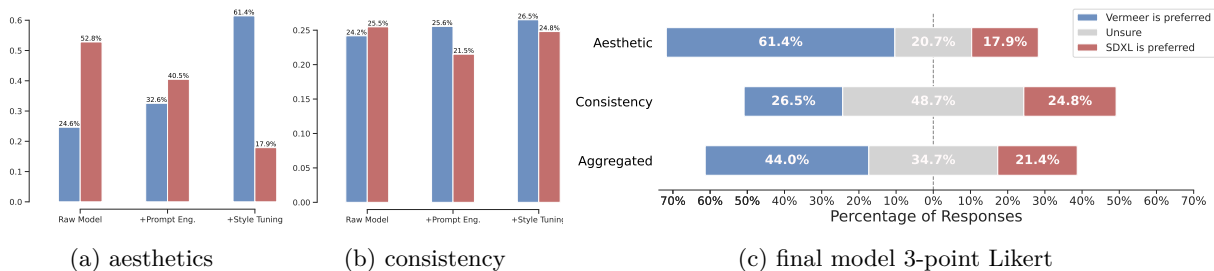 0.6
0.5
0.4
0.3
0.2
0.1
0.0
24.6%
52.8%
32.6%
40.5%
61.4%
17.9%
Raw Model
+Prompt Eng.
+Style Tuning
(a) aesthetics
0.25
0.20
0.15
0.10
0.05
0.00
24.2%
25.5%
25.6%
21.5%
26.5%
24.8%
Raw Model
+Prompt Eng.
+Style Tuning
(b) consistency
Vermeer is preferred
Unsure
SDXL is preferred
Aesthetic
61.4% 20.7% 17.9%
Consistency
26.5% 48.7% 24.8%
Aggregated
44.0% 34.7% 21.4%
70% 60% 50% 40% 30% 20% 10% 0% 10% 20% 30% 40% 50% 60% 70%
Percentage of Responses
(c) final model 3-point Likert